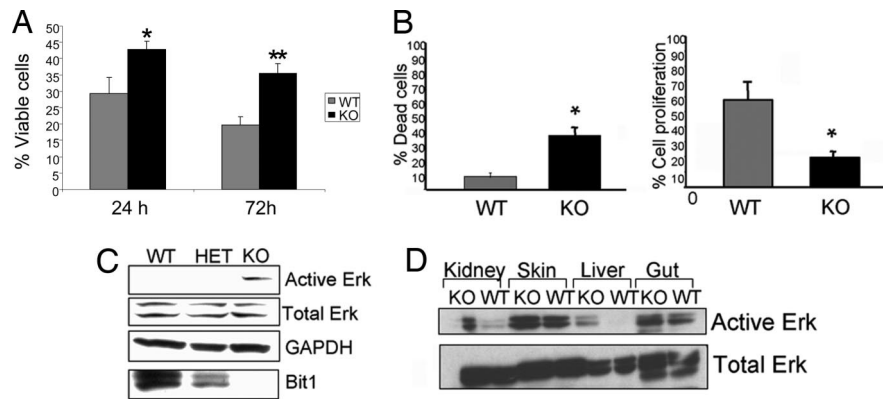 A
% Viable cells
50
45
40
35
30
25
20
15
10
5
0
*
**
24 h
72h
WT
KO
B
% Dead cells
100
90
80
70
60
50
40
30
20
10
*
WT
KO
% Cell proliferation
100
90
80
70
60
50
40
30
20
10
0
*
WT
KO
C
WT HET KO
Active Erk
Total Erk
GAPDH
Bit1
D
Kidney Skin Liver Gut
KO WT KO WT KO WT KO WT
Active Erk
Total Erk